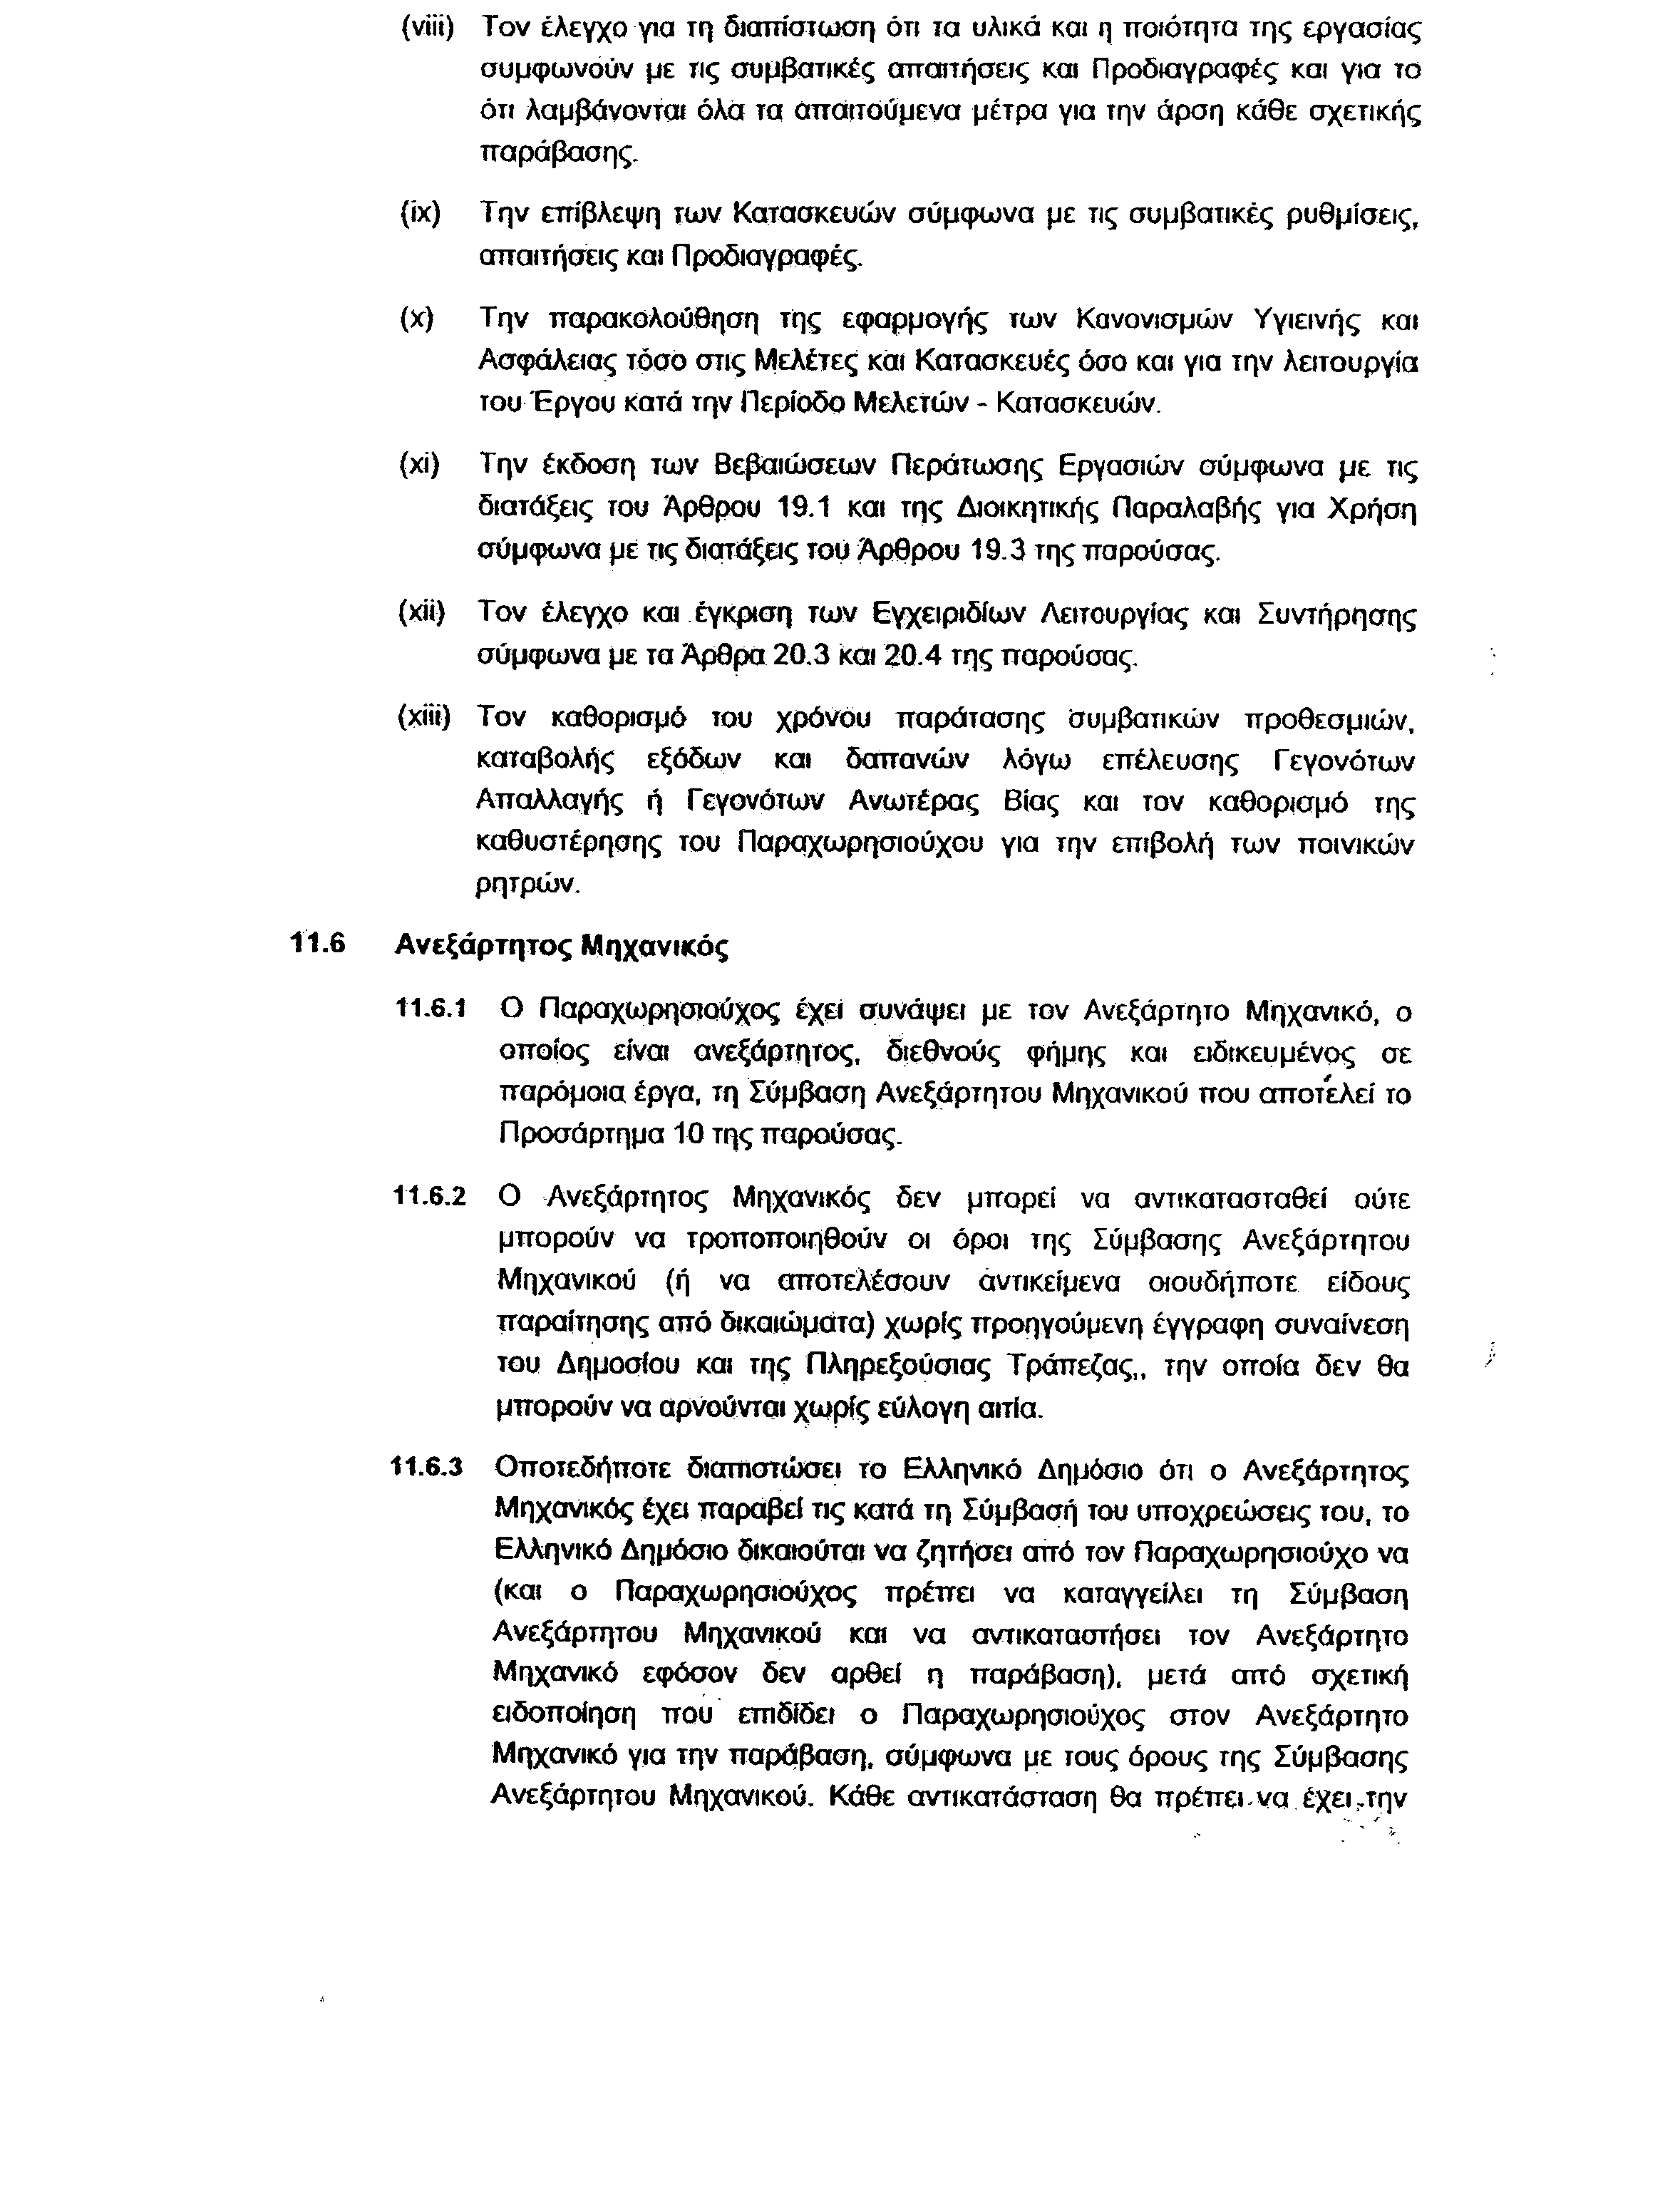 (viii) Τον έλεγχο για τη διαπίστωση ότι τα υλικά και η ποιότητα της εργασίας
συμφωνούν με τις συμβατικές απαιτήσεις και Προδιαγραφές και για το
ότι λαμβάνονται όλα τα απαιτούμενα μέτρα για την άρση κάθε σχετικής
παράβασης.
(ix) Την επίβλεψη των Κατασκευών σύμφωνα με τις συμβατικές ρυθμίσεις,
απαιτήσεις και Προδιαγραφές.
(x) Την παρακολούθηση της εφαρμογής των Κανονισμών Υγιεινής και
Ασφάλειας τόσο στις Μελέτες και Κατασκευές όσο και για την λειτουργία
του Έργου κατά την Περίοδο Μελετών - Κατασκευών.
(xi) Την έκδοση των Βεβαιώσεων Περάτωσης Εργασιών σύμφωνα με τις
διατάξεις του Άρθρου 19.1 και της Διοικητικής Παραλαβής για Χρήση
σύμφωνα με τις διατάξεις του Άρθρου 19.3 της παρούσας.
(xii) Τον έλεγχο και έγκριση των Εγχειριδίων Λειτουργίας και Συντήρησης
σύμφωνα με τα Άρθρα 20.3 και 20.4 της παρούσας.
(xiii) Τον καθορισμό του χρόνου παράτασης συμβατικών προθεσμιών,
καταβολής εξόδων και δαπανών λόγω επέλευσης Γεγονότων
Απαλλαγής ή Γεγονότων Ανωτέρας Βίας και τον καθορισμό της
καθυστέρησης του Παραχωρησιούχου για την επιβολή των ποινικών
ρητρών.
11.6 Ανεξάρτητος Μηχανικός
11.6.1 Ο Παραχωρησιούχος έχει συνάψει με τον Ανεξάρτητο Μηχανικό, ο
οποίος είναι ανεξάρτητος, διεθνούς φήμης και ειδικευμένος σε
παρόμοια έργα, τη Σύμβαση Ανεξάρτητου Μηχανικού που αποτελεί το
Προσάρτημα 10 της παρούσας.
11.6.2 Ο Ανεξάρτητος Μηχανικός δεν μπορεί να αντικατασταθεί ούτε
μπορούν να τροποποιηθούν οι όροι της Σύμβασης Ανεξάρτητου
Μηχανικού (ή να αποτελέσουν αντικείμενα οιουδήποτε είδους
παραίτησης από δικαιώματα) χωρίς προηγούμενη έγγραφη συναίνεση
του Δημοσίου και της Πληρεξούσιας Τράπεζας,, την οποία δεν θα
μπορούν να αρνούνται χωρίς εύλογη αιτία.
11.6.3 Οποτεδήποτε διαπιστώσει το Ελληνικό Δημόσιο ότι ο Ανεξάρτητος
Μηχανικός έχει παραβεί τις κατά τη Σύμβασή του υποχρεώσεις του, το
Ελληνικό Δημόσιο δικαιούται να ζητήσει από τον Παραχωρησιούχο να
(και ο Παραχωρησιούχος πρέπει να καταγγείλει τη Σύμβαση
Ανεξάρτητου Μηχανικού και να αντικαταστήσει τον Ανεξάρτητο
Μηχανικό εφόσον δεν αρθεί η παράβαση), μετά από σχετική
ειδοποίηση που επιδίδει ο Παραχωρησιούχος στον Ανεξάρτητο
Μηχανικό για την παράβαση, σύμφωνα με τους όρους της Σύμβασης
Ανεξάρτητου Μηχανικού. Κάθε αντικατάσταση θα πρέπει να έχει την